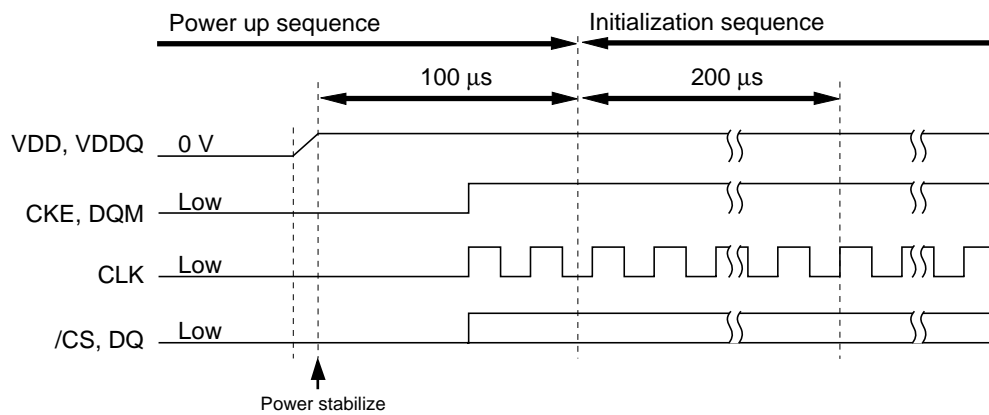 Power up sequence
Initialization sequence
100 µs
200 µs
VDD, VDDQ
0 V
CKE, DQM
Low
CLK
Low
/CS, DQ
Low
Power stabilize